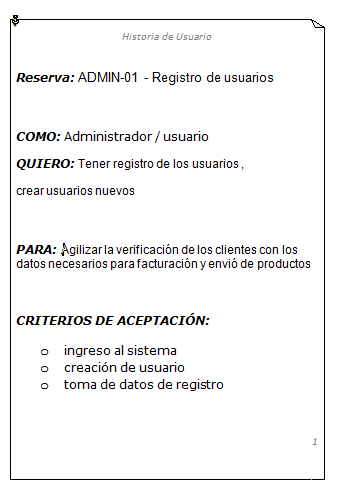 Historia de Usuario
Reserva: ADMIN-01 - Registro de usuarios
COMO: Administrador / usuario
QUIERO: Tener registro de los usuarios ,
crear usuarios nuevos
PARA: Agilizar la verificación de los clientes con los
datos necesarios para facturación y envió de productos
CRITERIOS DE ACEPTACIÓN:
o ingreso al sistema
o creación de usuario
o toma de datos de registro
1